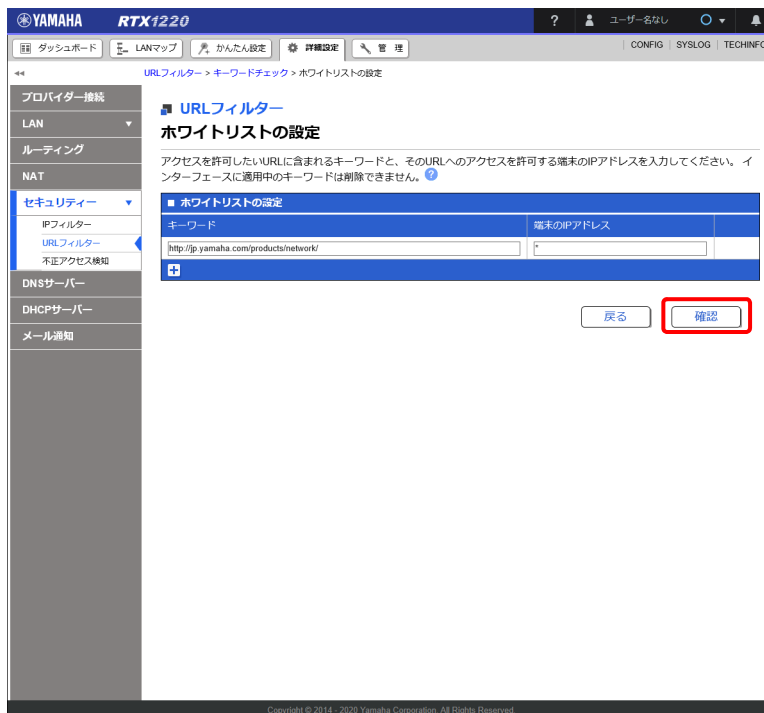 YAMAHA RTX1220 ? ユーザー名なし
ダッシュボード LANマップ かんたん設定 詳細設定 管 理 CONFIG SYSLOG TECHINFO
◂◂ URLフィルター > キーワードチェック > ホワイトリストの設定
プロバイダー接続
LAN
ルーティング
NAT
セキュリティー
IPフィルター
URLフィルター
不正アクセス検知
DNSサーバー
DHCPサーバー
メール通知
URLフィルター
ホワイトリストの設定
アクセスを許可したいURLに含まれるキーワードと、そのURLへのアクセスを許可する端末のIPアドレスを入力してください。 イ
ンターフェースに適用中のキーワードは削除できません。 ?
■ ホワイトリストの設定
キーワード 端末のIPアドレス
http://jp.yamaha.com/products/network/ *
+
戻る 確認
Copyright © 2014 - 2020 Yamaha Corporation. All Rights Reserved.